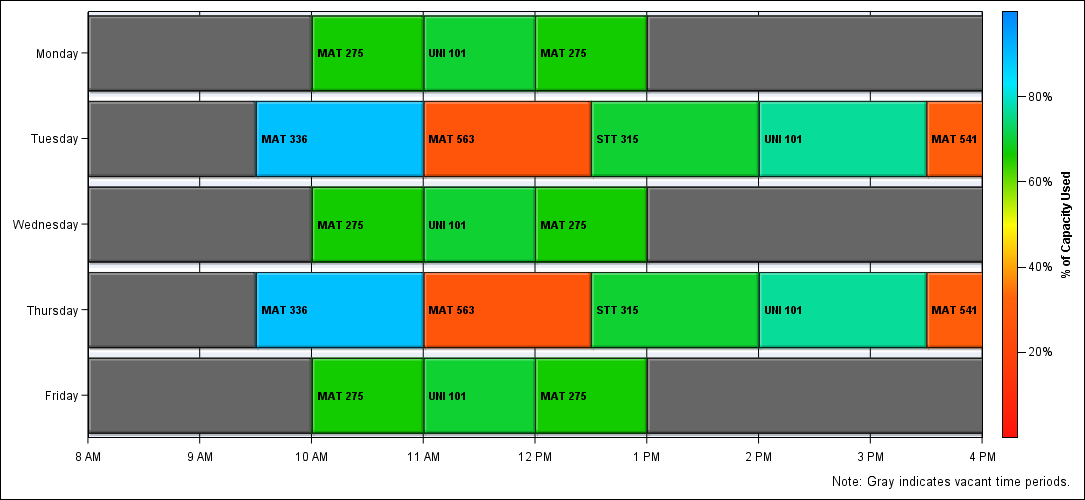 Monday
MAT 275
UNI 101
MAT 275
Tuesday
MAT 336
MAT 563
STT 315
UNI 101
MAT 541
Wednesday
MAT 275
UNI 101
MAT 275
Thursday
MAT 336
MAT 563
STT 315
UNI 101
MAT 541
Friday
MAT 275
UNI 101
MAT 275
8 AM
9 AM
10 AM
11 AM
12 PM
1 PM
2 PM
3 PM
4 PM
80%
60%
40%
20%
% of Capacity Used
Note: Gray indicates vacant time periods.